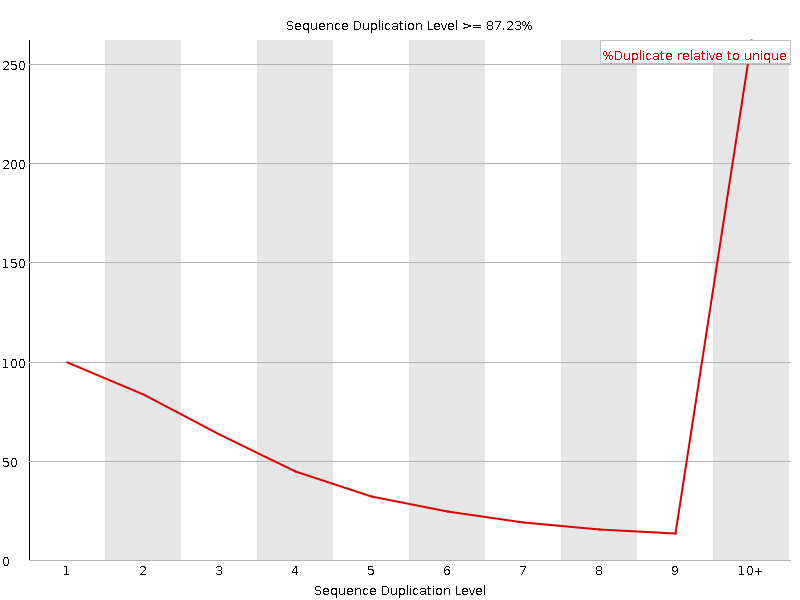 Sequence Duplication Level >= 87.23%
%Duplicate relative to unique
250
200
150
100
50
0
1 2 3 4 5 6 7 8 9 10+
Sequence Duplication Level